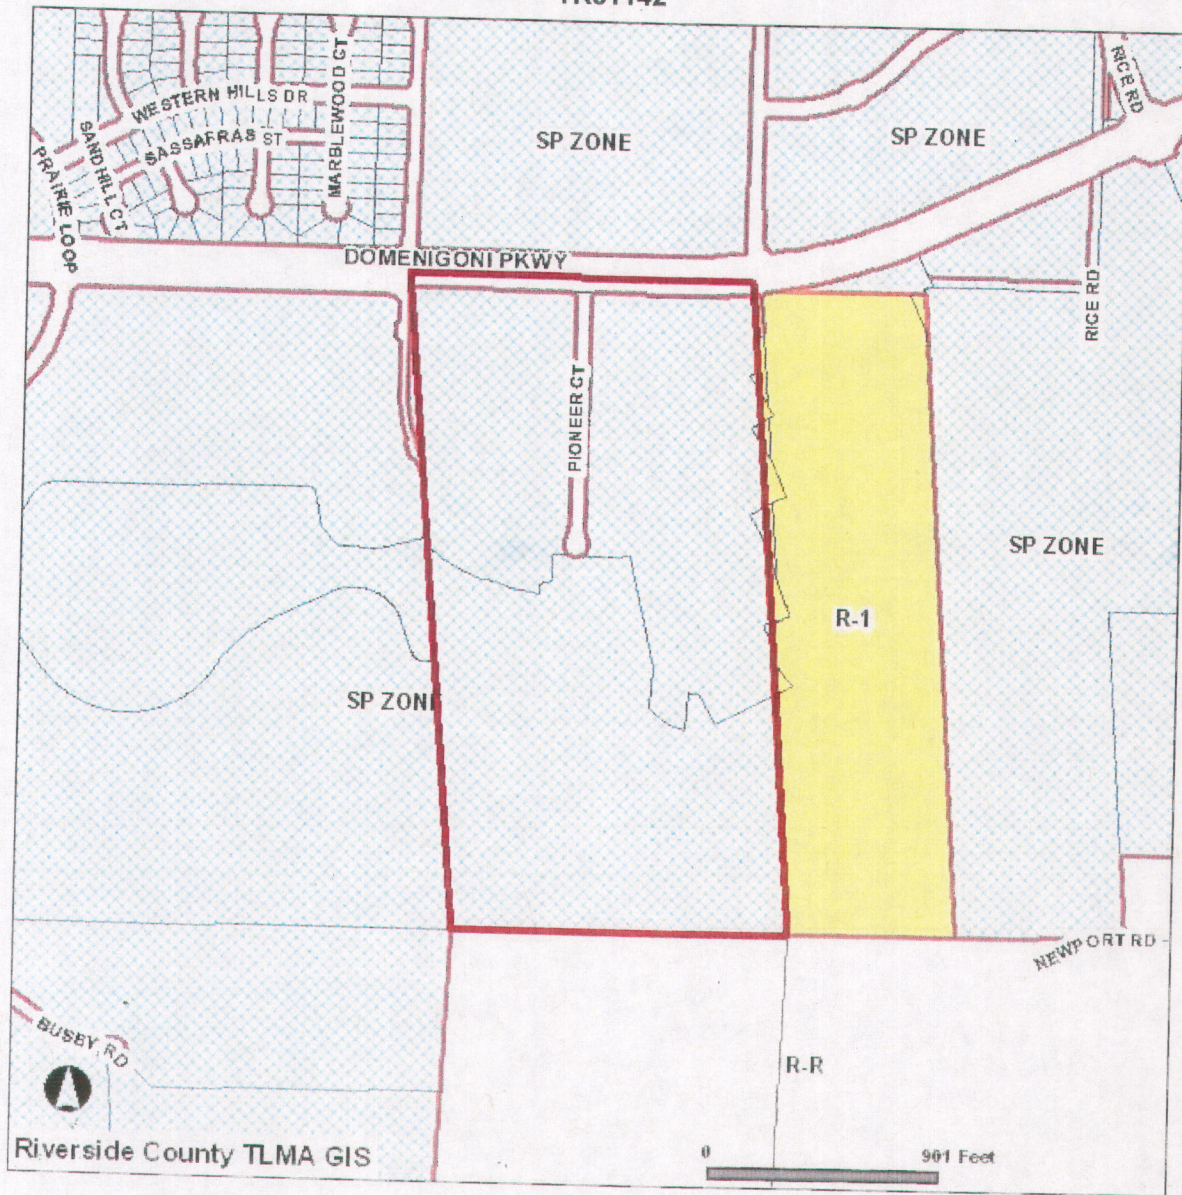 WESTERN HILLS DR
MARBLEWOOD CT
SANDHILL CT
SASSAFRAS ST
PRAIRIE LOOP
SP ZONE
SP ZONE
RICE RD
DOMENIGONI PKWY
RICE RD
PIONEER CT
SP ZONE
R-1
SP ZONE
NEWPORT RD
BUSBY RD
R-R
Riverside County TLMA GIS
0 901 Feet